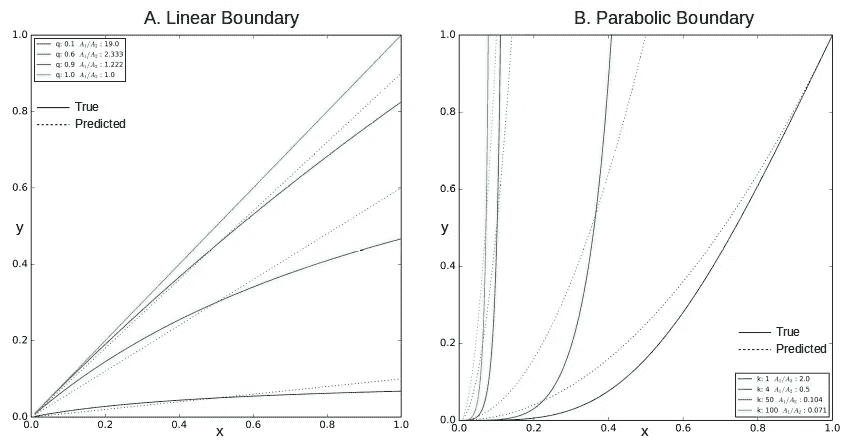 A. Linear Boundary
q: 0.1 A₁/A₂ : 19.0
q: 0.6 A₁/A₂ : 2.333
q: 0.9 A₁/A₂ : 1.222
q: 1.0 A₁/A₂ : 1.0
True
Predicted
1.0
0.8
0.6
0.4
0.2
0.0
y
0.0 0.2 0.4 0.6 0.8 1.0
x
B. Parabolic Boundary
1.0
0.8
0.6
0.4
0.2
0.0
y
True
Predicted
k: 1 A₁/A₂ : 2.0
k: 4 A₁/A₂ : 0.5
k: 50 A₁/A₂ : 0.104
k: 100 A₁/A₂ : 0.071
0.0 0.2 0.4 0.6 0.8 1.0
x